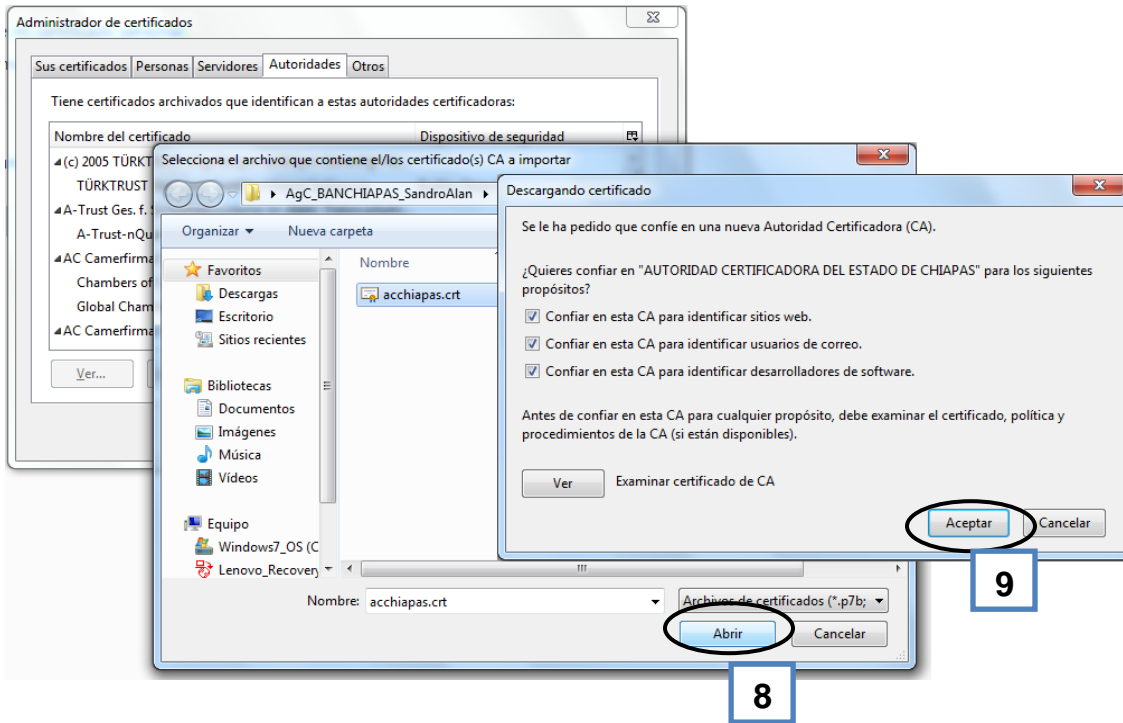 Administrador de certificados
Sus certificados Personas Servidores Autoridades Otros
Tiene certificados archivados que identifican a estas autoridades certificadoras:
Nombre del certificado Dispositivo de seguridad
(c) 2005 TÜRKT
TÜRKTRUST
A-Trust Ges. f.
A-Trust-nQu
AC Camerfirma
Chambers of
Global Cham
AC Camerfirma
Ver...
Selecciona el archivo que contiene el/los certificado(s) CA a importar
AgC_BANCHIAPAS_SandroAlan
Organizar Nueva carpeta
Favoritos
Descargas
Escritorio
Sitios recientes
Bibliotecas
Documentos
Imágenes
Música
Vídeos
Equipo
Windows7_OS (C
Lenovo_Recovery
Nombre
acchiapas.crt
Nombre: acchiapas.crt Archivos de certificados (*.p7b;
Abrir Cancelar
8
Descargando certificado
Se le ha pedido que confíe en una nueva Autoridad Certificadora (CA).
¿Quieres confiar en "AUTORIDAD CERTIFICADORA DEL ESTADO DE CHIAPAS" para los siguientes
propósitos?
Confiar en esta CA para identificar sitios web.
Confiar en esta CA para identificar usuarios de correo.
Confiar en esta CA para identificar desarrolladores de software.
Antes de confiar en esta CA para cualquier propósito, debe examinar el certificado, política y
procedimientos de la CA (si están disponibles).
Ver Examinar certificado de CA
Aceptar Cancelar
9